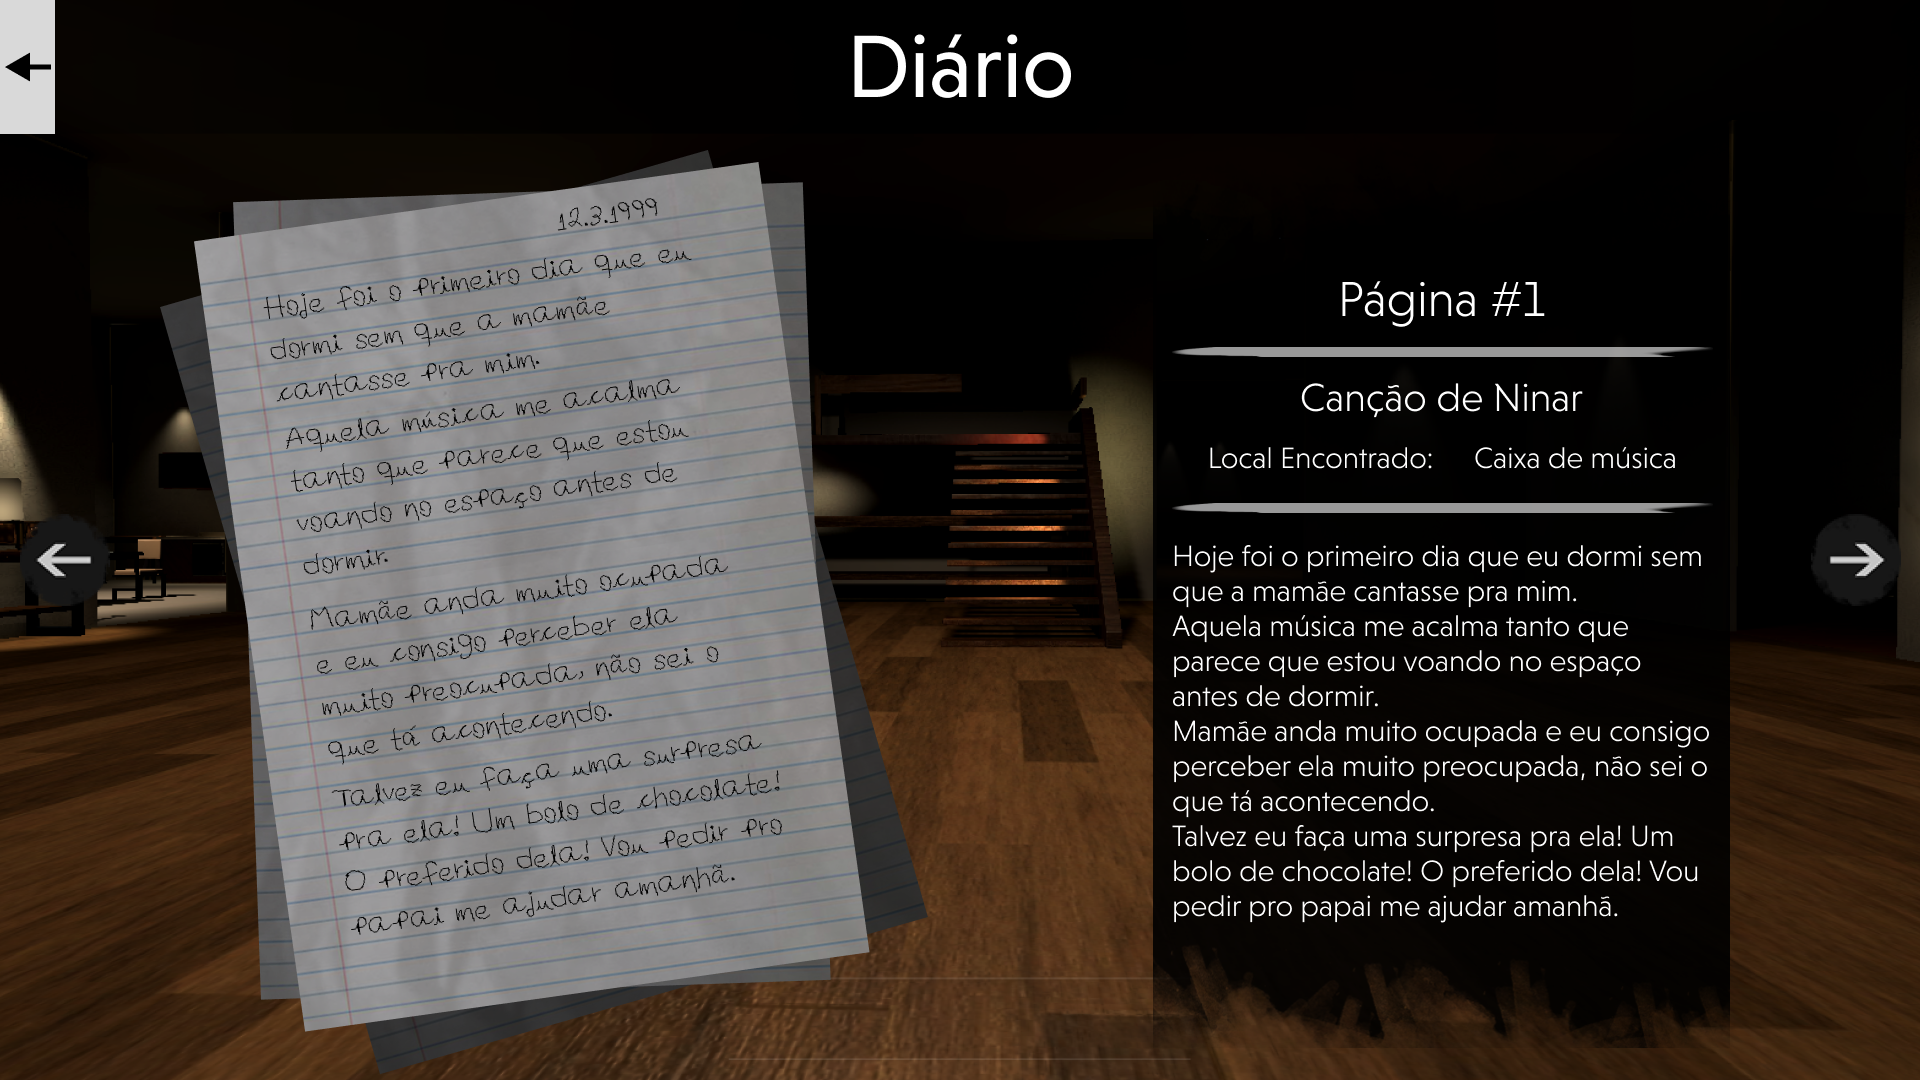 Diário
12.3.1999
Hoje foi o primeiro dia que eu
dormi sem que a mamãe
cantasse pra mim.
Aquela música me acalma
tanto que parece que estou
voando no espaço antes de
dormir.
Mamãe anda muito ocupada
e eu consigo perceber ela
muito preocupada, não sei o
que tá acontecendo.
Talvez eu faça uma surpresa
pra ela! Um bolo de chocolate!
O preferido dela! Vou pedir pro
papai me ajudar amanhã.
Página #1
Canção de Ninar
Local Encontrado: Caixa de música
Hoje foi o primeiro dia que eu dormi sem
que a mamãe cantasse pra mim.
Aquela música me acalma tanto que
parece que estou voando no espaço
antes de dormir.
Mamãe anda muito ocupada e eu consigo
perceber ela muito preocupada, não sei o
que tá acontecendo.
Talvez eu faça uma surpresa pra ela! Um
bolo de chocolate! O preferido dela! Vou
pedir pro papai me ajudar amanhã.